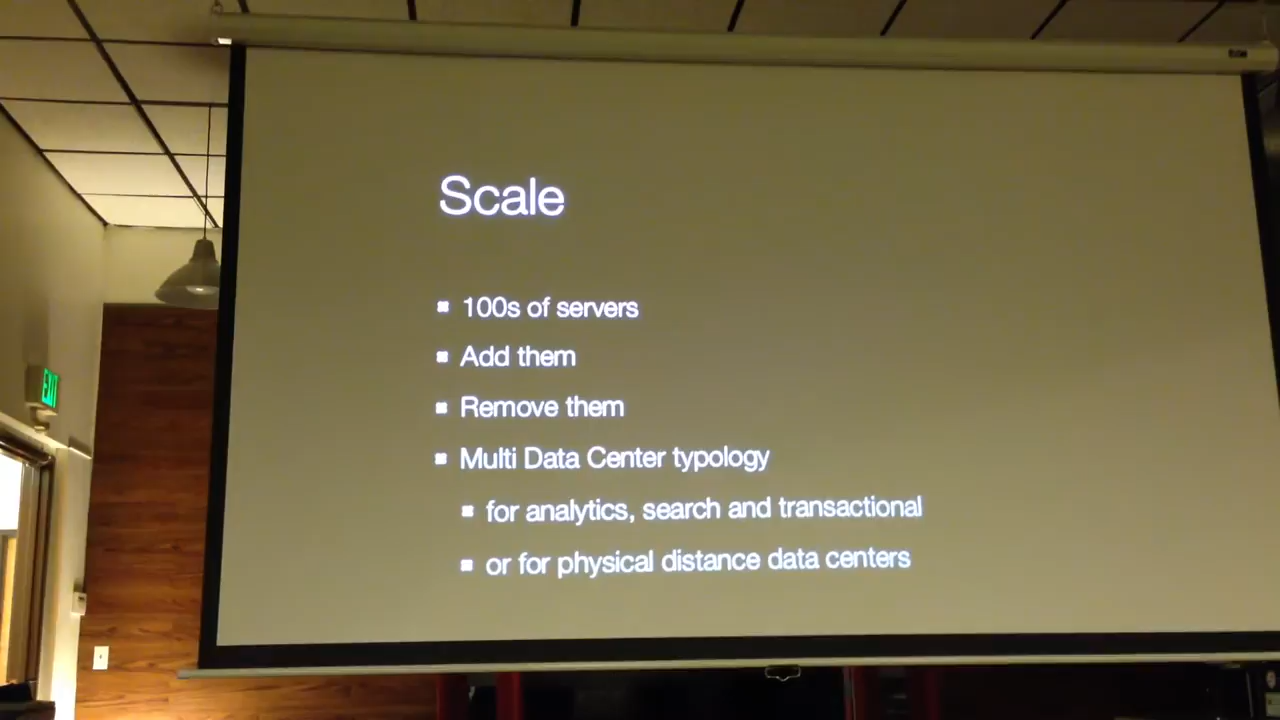 Scale
100s of servers
Add them
Remove them
Multi Data Center typology
for analytics, search and transactional
or for physical distance data centers
EXIT